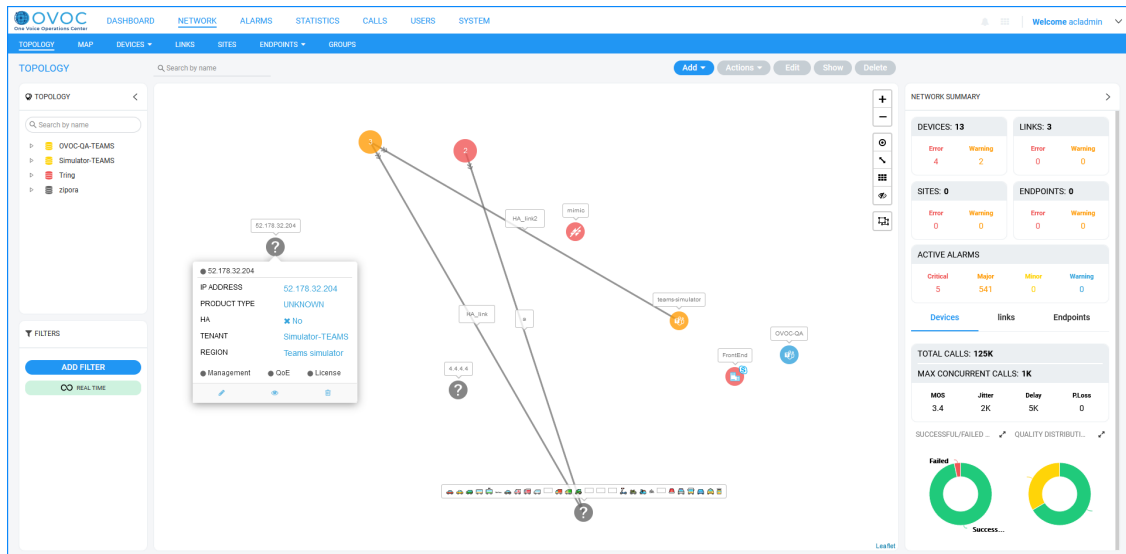 OVOC
One Voice Operations Center
DASHBOARD NETWORK ALARMS STATISTICS CALLS USERS SYSTEM
Welcome acladmin
TOPOLOGY MAP DEVICES LINKS SITES ENDPOINTS GROUPS
TOPOLOGY
Search by name
Add Actions Edit Show Delete
TOPOLOGY
Search by name
OVOC-QA-TEAMS
Simulator-TEAMS
Tring
zipora
FILTERS
ADD FILTER
REAL TIME
3
2
HA_link2
mimic
52.178.32.204
?
52.178.32.204
IP ADDRESS 52.178.32.204
PRODUCT TYPE UNKNOWN
HA No
TENANT Simulator-TEAMS
REGION Teams simulator
Management QoE License
teamssimulator
HA_link
e
OVOC-QA
FrontEnd
S
4.4.4.4
?
?
Leaflet
NETWORK SUMMARY
DEVICES: 13
Error Warning
4 2
LINKS: 3
Error Warning
0 0
SITES: 0
Error Warning
0 0
ENDPOINTS: 0
Error Warning
0 0
ACTIVE ALARMS
Critical Major Minor Warning
5 541 0 0
Devices links Endpoints
TOTAL CALLS: 125K
MAX CONCURRENT CALLS: 1K
MOS Jitter Delay P.Loss
3.4 2K 5K 0
SUCCESSFUL/FAILED ... QUALITY DISTRIBUTI...
Failed
Success...